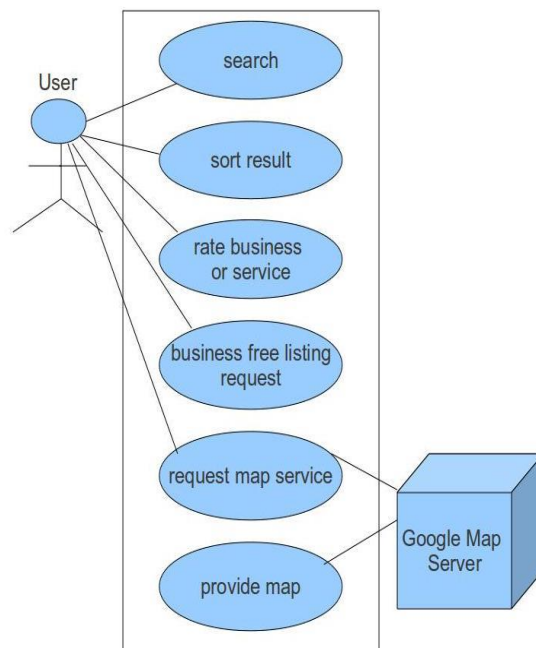 User
search
sort result
rate business
or service
business free listing
request
request map service
Google Map
Server
provide map